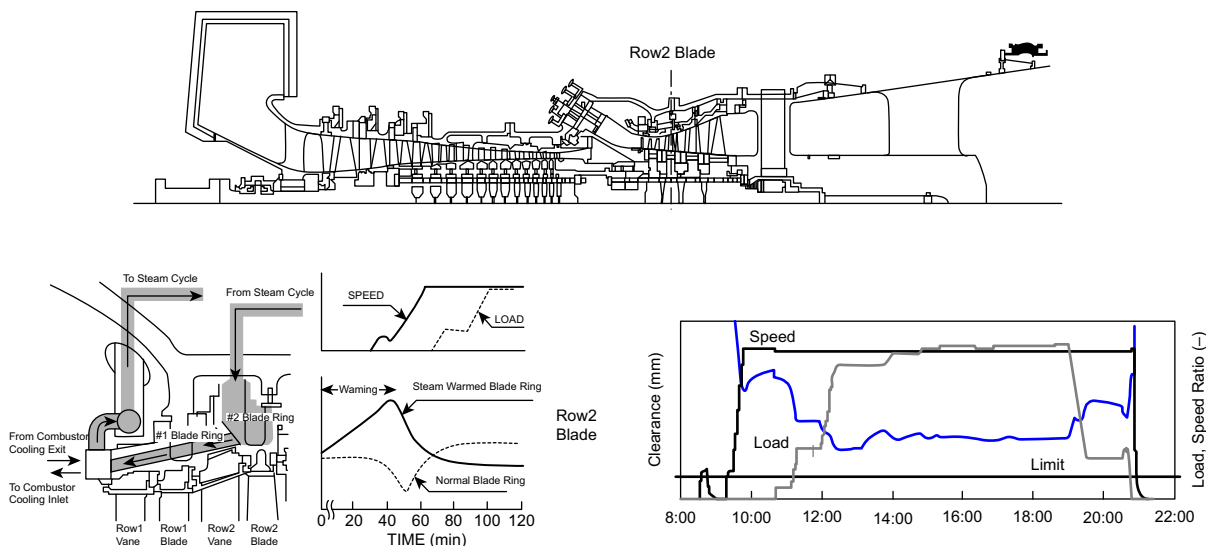 Row2 Blade
To Steam Cycle
From Steam Cycle
#2 Blade Ring
#1 Blade Ring
From Combustor
Cooling Exit
To Combustor
Cooling Inlet
Row1
Vane
Row1
Blade
Row2
Vane
Row2
Blade
SPEED
LOAD
Waming
Steam Warmed Blade Ring
Normal Blade Ring
0 20 40 60 80 100 120
TIME (min)
Row2
Blade
Clearance (mm)
Speed
Load
Limit
Load, Speed Ratio (–)
8:00 10:00 12:00 14:00 16:00 18:00 20:00 22:00